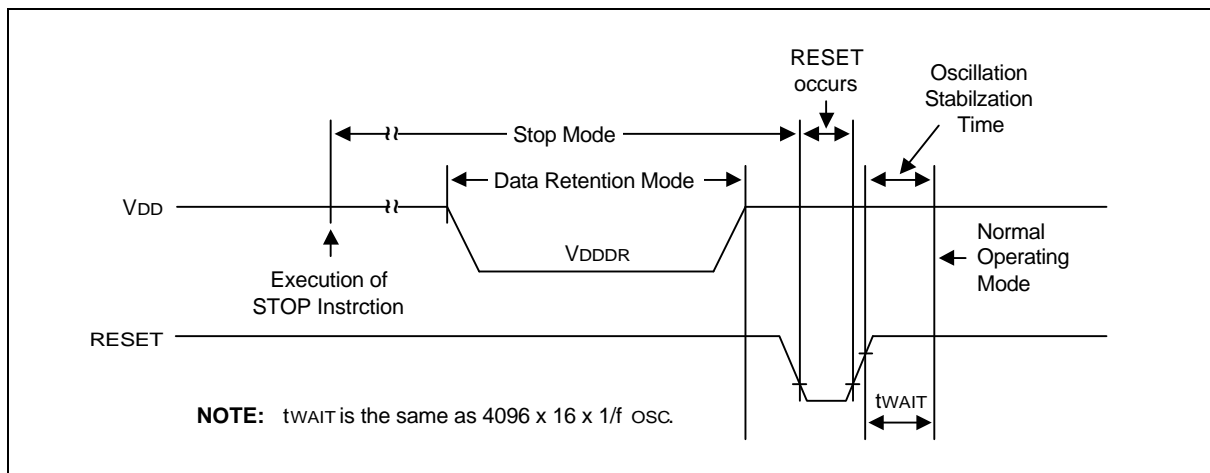 RESET
occurs
Oscillation
Stabilzation
Time
Stop Mode
Data Retention Mode
VDD
VDDDR
Execution of
STOP Instrction
Normal
Operating
Mode
RESET
tWAIT
NOTE: tWAIT is the same as 4096 x 16 x 1/f OSC.